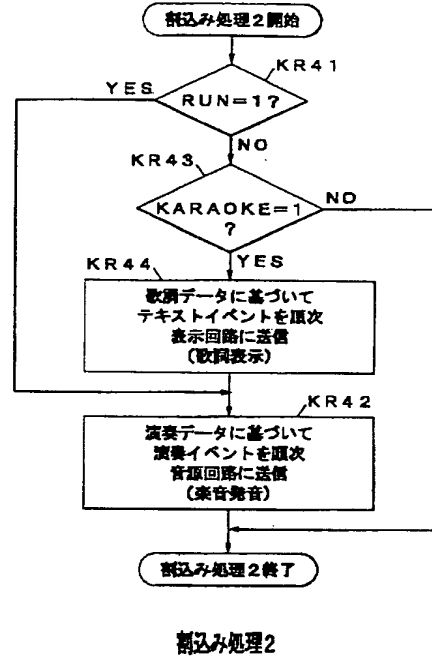 割込み処理2開始
KR41
YES
RUN=1?
NO
KR43
NO
KARAOKE=1
?
YES
KR44
歌詞データに基づいて
テキストイベントを順次
表示回路に送信
(歌詞表示)
KR42
演奏データに基づいて
演奏イベントを順次
音源回路に送信
(楽音発音)
割込み処理2終了
割込み処理2